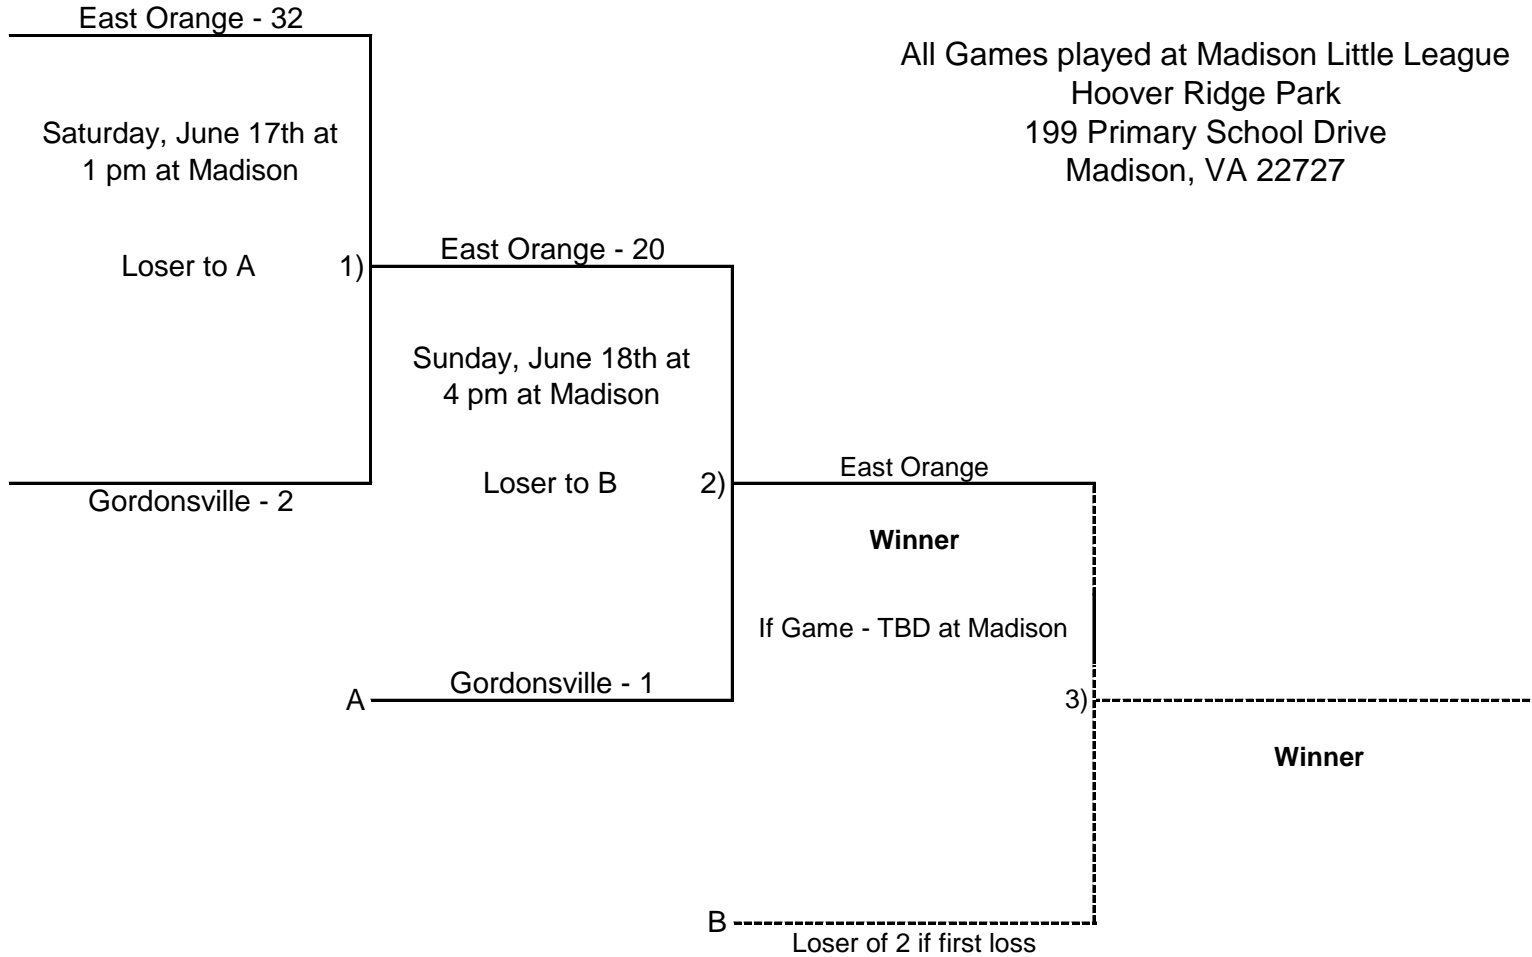 East Orange - 32
All Games played at Madison Little League
Hoover Ridge Park
199 Primary School Drive
Madison, VA 22727
Saturday, June 17th at
1 pm at Madison
Loser to A
1)
East Orange - 20
Sunday, June 18th at
4 pm at Madison
Gordonsville - 2
Loser to B
2)
East Orange
Winner
If Game - TBD at Madison
A
Gordonsville - 1
3)
Winner
B
Loser of 2 if first loss